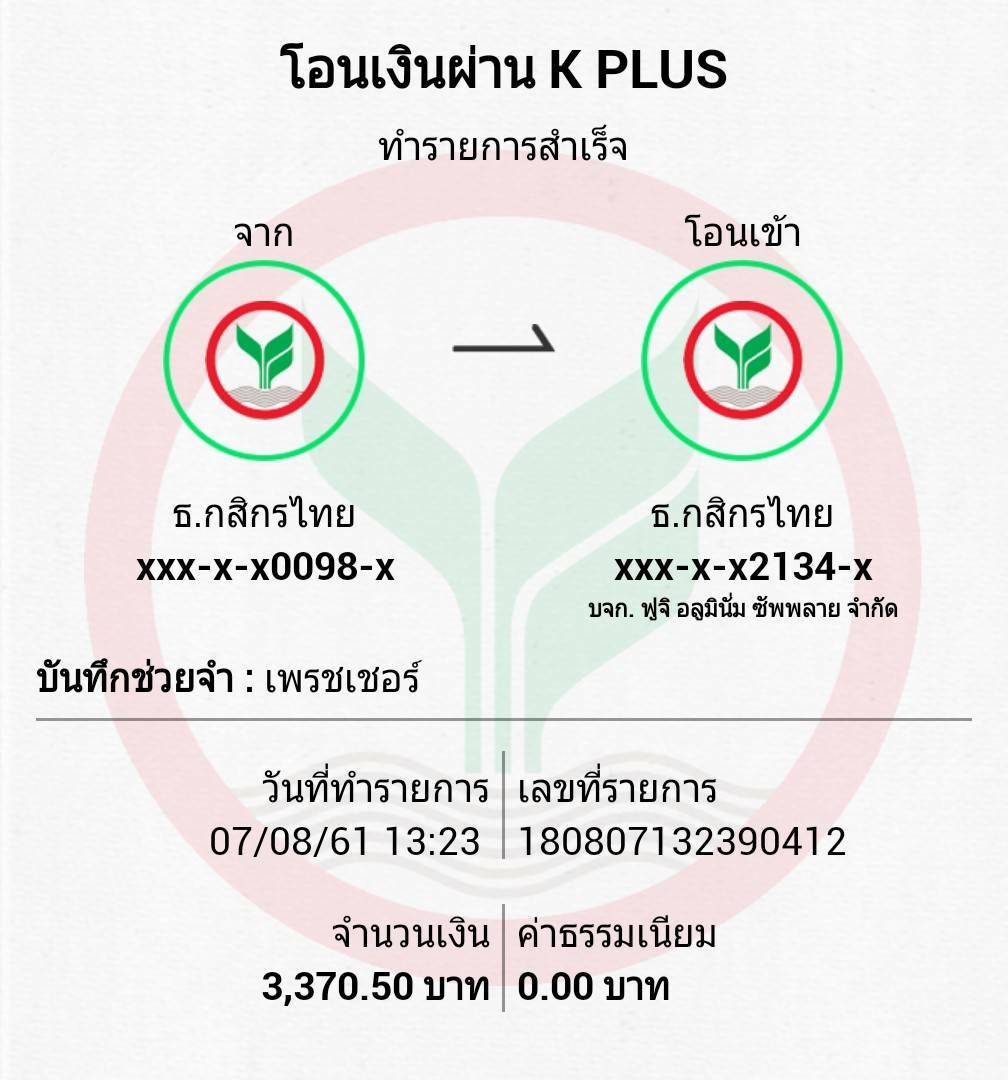 โอนเงินผ่าน K PLUS
ทำรายการสำเร็จ
จาก
โอนเข้า
ธ.กสิกรไทย
xxx-x-x0098-x
ธ.กสิกรไทย
xxx-x-x2134-x
บจก. ฟูจิ อลูมินั่ม ซัพพลาย จำกัด
บันทึกช่วยจำ : เพรชเชอร์
วันที่ทำรายการ
07/08/61 13:23
เลขที่รายการ
180807132390412
จำนวนเงิน
3,370.50 บาท
ค่าธรรมเนียม
0.00 บาท